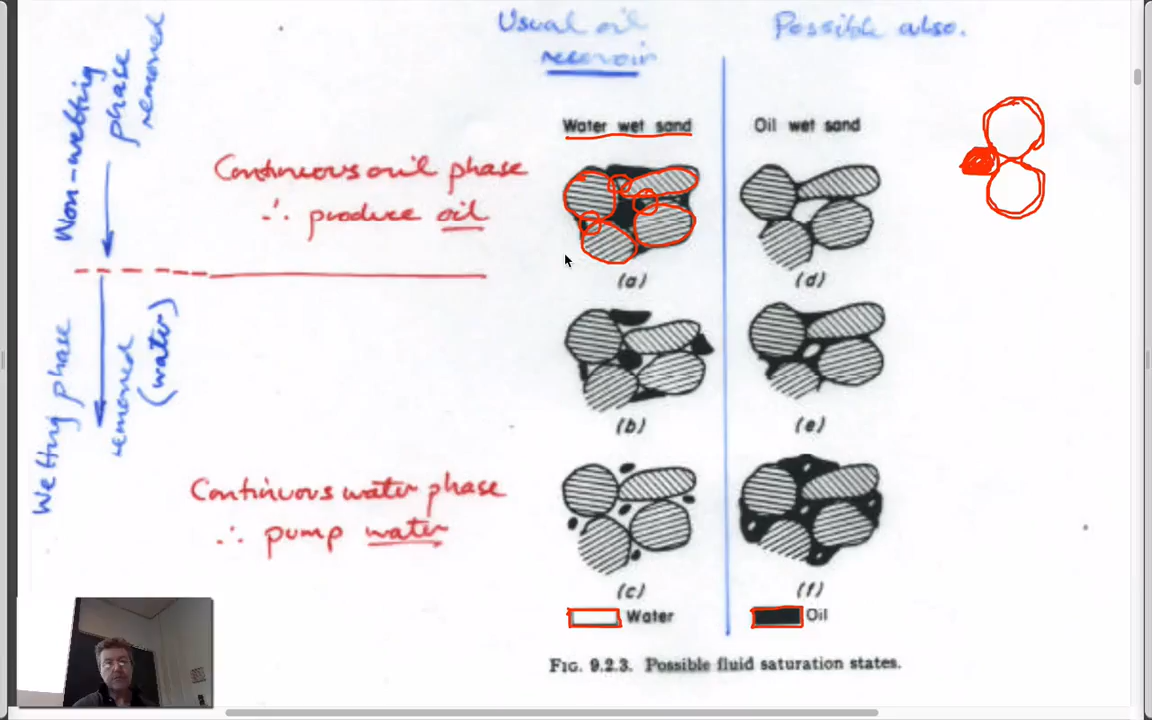 Usual oil
reservoir
Possible also.
Non-wetting
phase
removed
Water wet sand
Oil wet sand
Continuous oil phase
∴ produce oil
(a)
(d)
Wetting phase
removed
(water)
(b)
(e)
Continuous water phase
∴ pump water
(c)
(f)
Water
Oil
FIG. 9.2.3. Possible fluid saturation states.